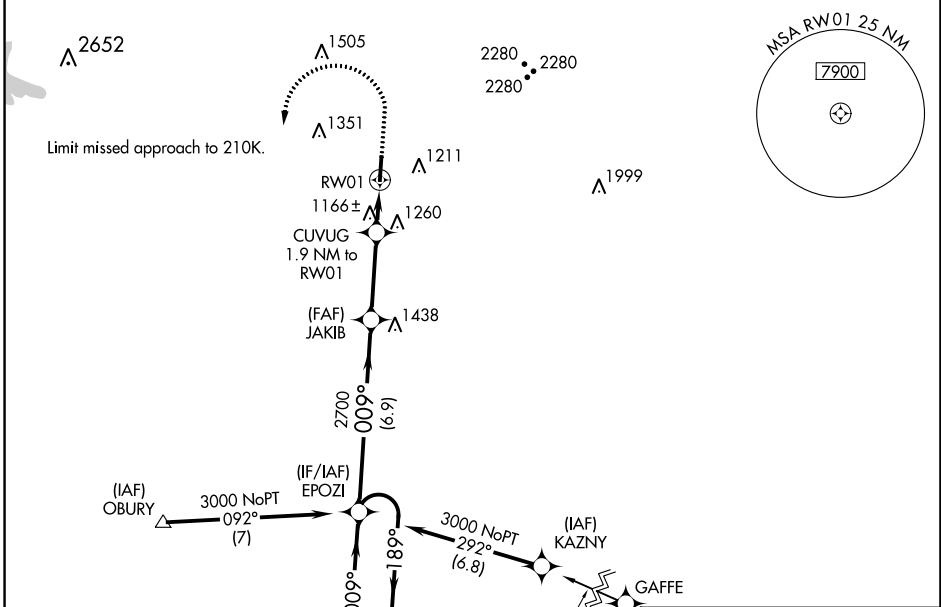 2652
1505
2280
2280
2280
MSA RW01 25 NM
7900
Limit missed approach to 210K.
1351
1211
RW01
1999
1166±
1260
CUVUG
1.9 NM to
RW01
(FAF)
JAKIB
1438
2700
009°
(6.9)
(IF/IAF)
EPOZI
(IAF)
OBURY
3000 NoPT
092°
(7)
3000 NoPT
292°
(6.8)
(IAF)
KAZNY
189°
009°
GAFFE